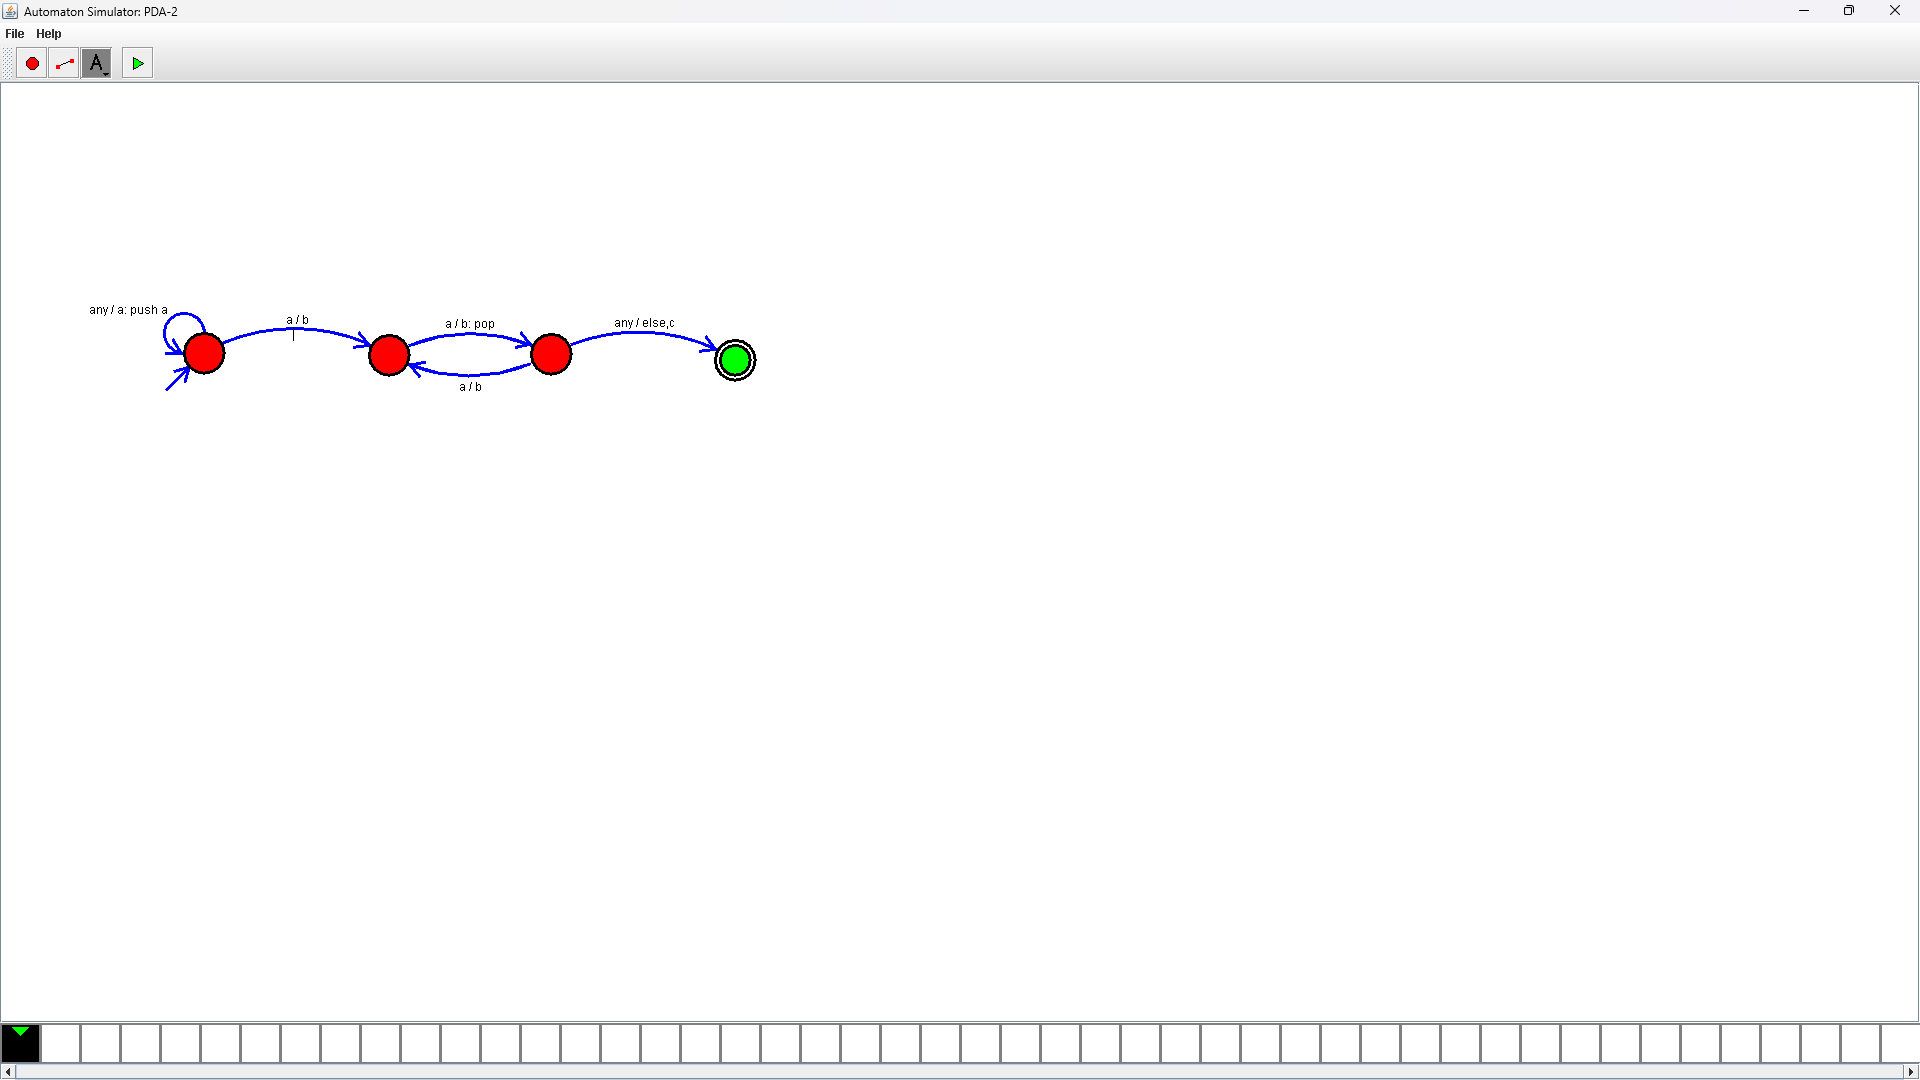 Automaton Simulator: PDA-2
File Help
A
any / a: push a
a / b
a / b: pop
any / else,c
a / b